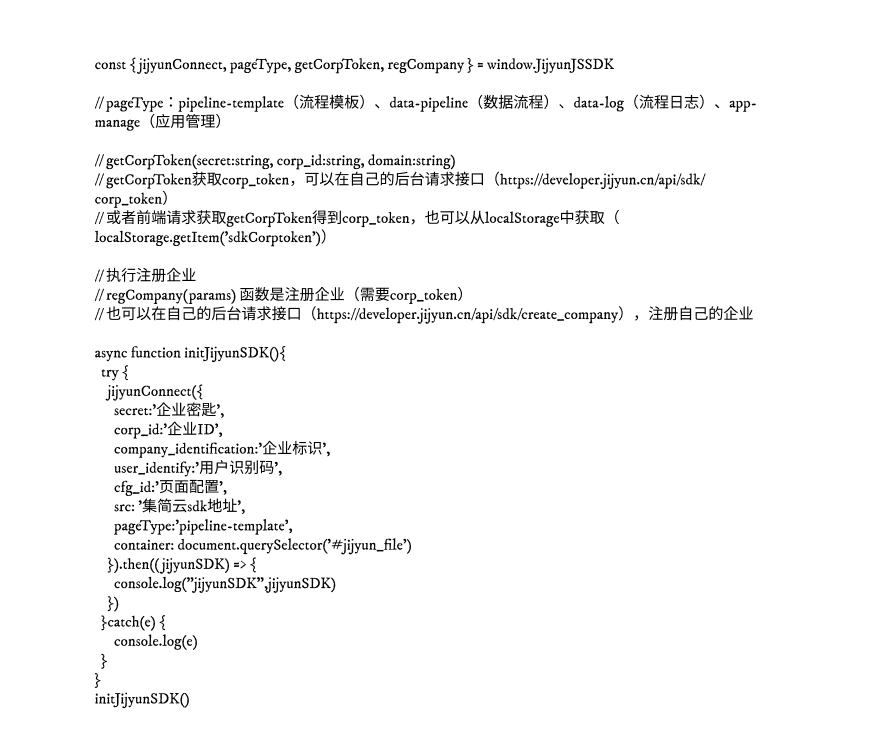 const { jijyunConnect, pageType, getCorpToken, regCompany } = window.JijyunJSSDK
// pageType：pipeline-template（流程模板）、data-pipeline（数据流程）、data-log（流程日志）、app-
manage（应用管理）
// getCorpToken(secret:string, corp_id:string, domain:string)
// getCorpToken获取corp_token，可以在自己的后台请求接口（https://developer.jijyun.cn/api/sdk/
corp_token）
// 或者前端请求获取getCorpToken得到corp_token，也可以从localStorage中获取（
localStorage.getItem('sdkCorptoken')）
// 执行注册企业
// regCompany(params) 函数是注册企业（需要corp_token）
// 也可以在自己的后台请求接口（https://developer.jijyun.cn/api/sdk/create_company），注册自己的企业
async function initJijyunSDK(){
  try {
    jijyunConnect({
      secret:'企业密匙',
      corp_id:'企业ID',
      company_identification:'企业标识',
      user_identify:'用户识别码',
      cfg_id:'页面配置',
      src: '集简云sdk地址',
      pageType:'pipeline-template',
      container: document.querySelector('#jijyun_file')
    }).then((jijyunSDK) => {
      console.log("jijyunSDK",jijyunSDK)
    })
  }catch(e) {
      console.log(e)
  }
}
initJijyunSDK()